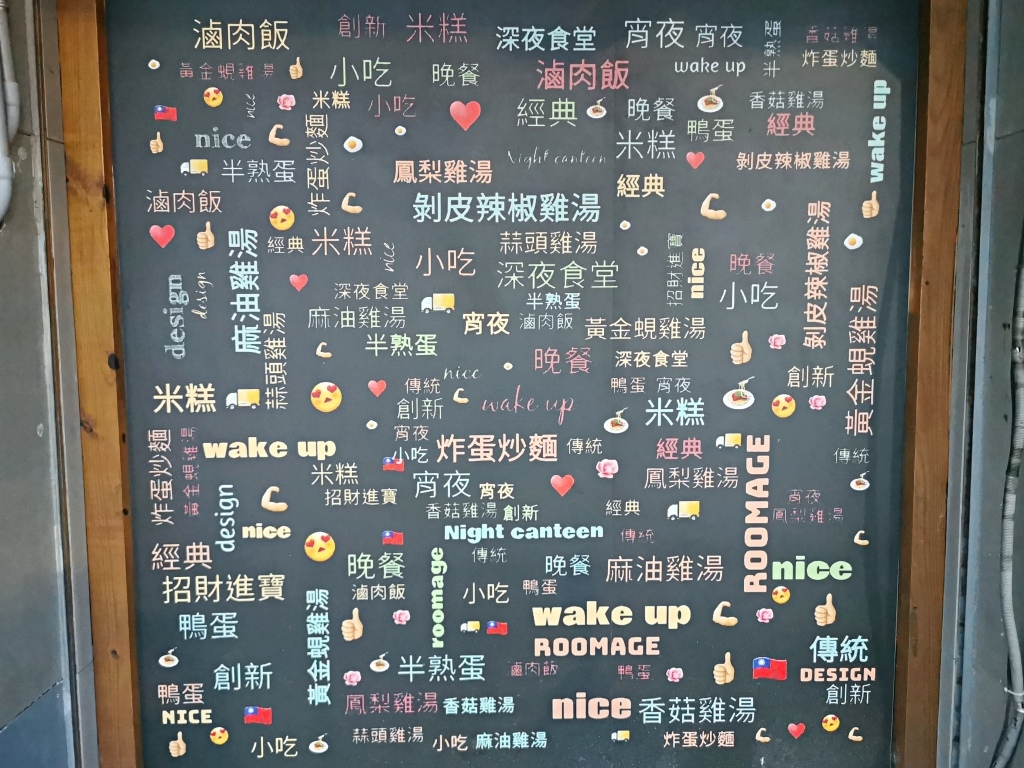 滷肉飯 創新 米糕 深夜食堂 宵夜 宵夜 半熟蛋 香菇雞湯
炸蛋炒麵
黃金蜆雞湯 小吃 晚餐 滷肉飯 wake up
nice 米糕 小吃 經典 晚餐 香菇雞湯 wake up
nice 炸蛋炒麵 米糕 鴨蛋 經典
半熟蛋 鳳梨雞湯 Night canteen 剝皮辣椒雞湯
經典
滷肉飯 剝皮辣椒雞湯
麻油雞湯 經典 米糕 nice 小吃 蒜頭雞湯 招財進寶 nice 晚餐 剝皮辣椒雞湯
深夜食堂
design design 深夜食堂 半熟蛋 小吃
蒜頭雞湯 麻油雞湯 宵夜 滷肉飯 黃金蜆雞湯 黃金蜆雞湯
半熟蛋 晚餐 深夜食堂
nice 創新
米糕 傳統 鴨蛋 宵夜
創新 wake up 米糕
炸蛋炒麵 黃金蜆雞湯 wake up 宵夜 炸蛋炒麵 傳統 經典 ROOMAGE 傳統
小吃
米糕 鳳梨雞湯
design 招財進寶 宵夜 宵夜 宵夜
香菇雞湯 創新 經典 鳳梨雞湯
nice Night canteen 傳統
經典 傳統
晚餐 roomage 晚餐 麻油雞湯 nice
招財進寶 黃金蜆雞湯 滷肉飯 小吃 鴨蛋
鴨蛋 wake up
ROOMAGE 傳統
創新 半熟蛋 滷肉飯 鴨蛋 DESIGN
鴨蛋 創新
NICE 鳳梨雞湯 香菇雞湯 nice 香菇雞湯
小吃 蒜頭雞湯 小吃 麻油雞湯 炸蛋炒麵